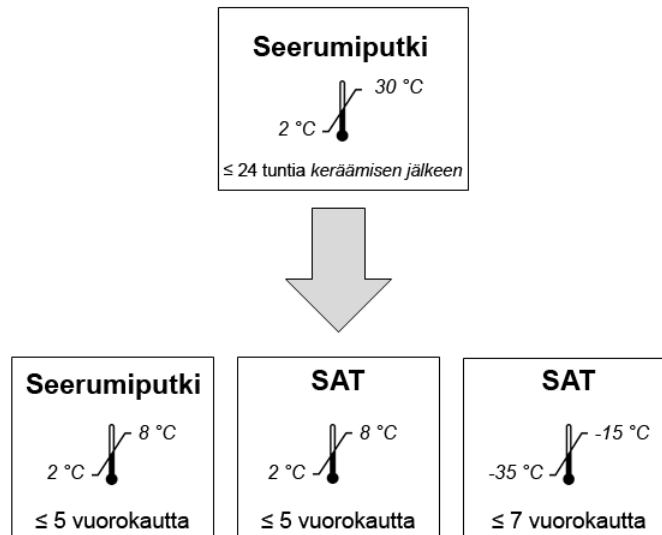 Seerumiputki
30 °C
2 °C
≤ 24 tuntia keräämisen jälkeen
Seerumiputki
8 °C
2 °C
≤ 5 vuorokautta
SAT
8 °C
2 °C
≤ 5 vuorokautta
SAT
-15 °C
-35 °C
≤ 7 vuorokautta